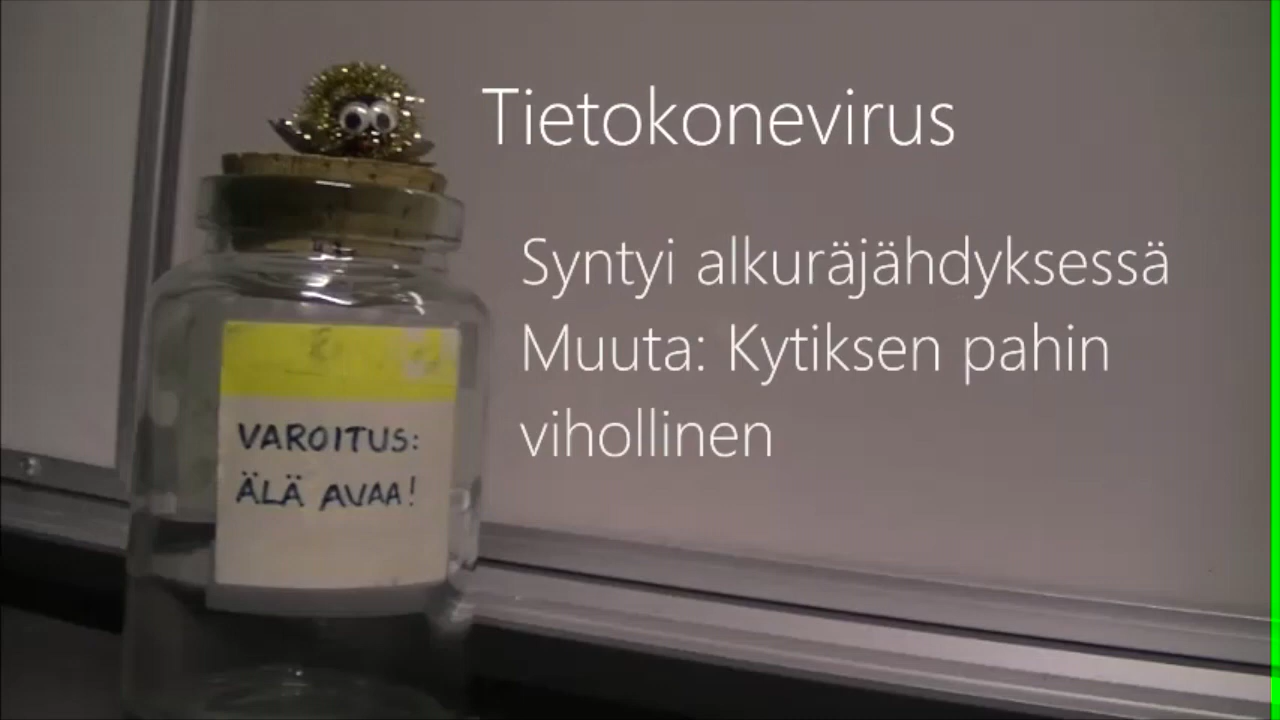 Tietokonevirus
Syntyi alkuräjähdyksessä
Muuta: Kytiksen pahin
vihollinen
VAROITUS:
ÄLÄ AVAA!